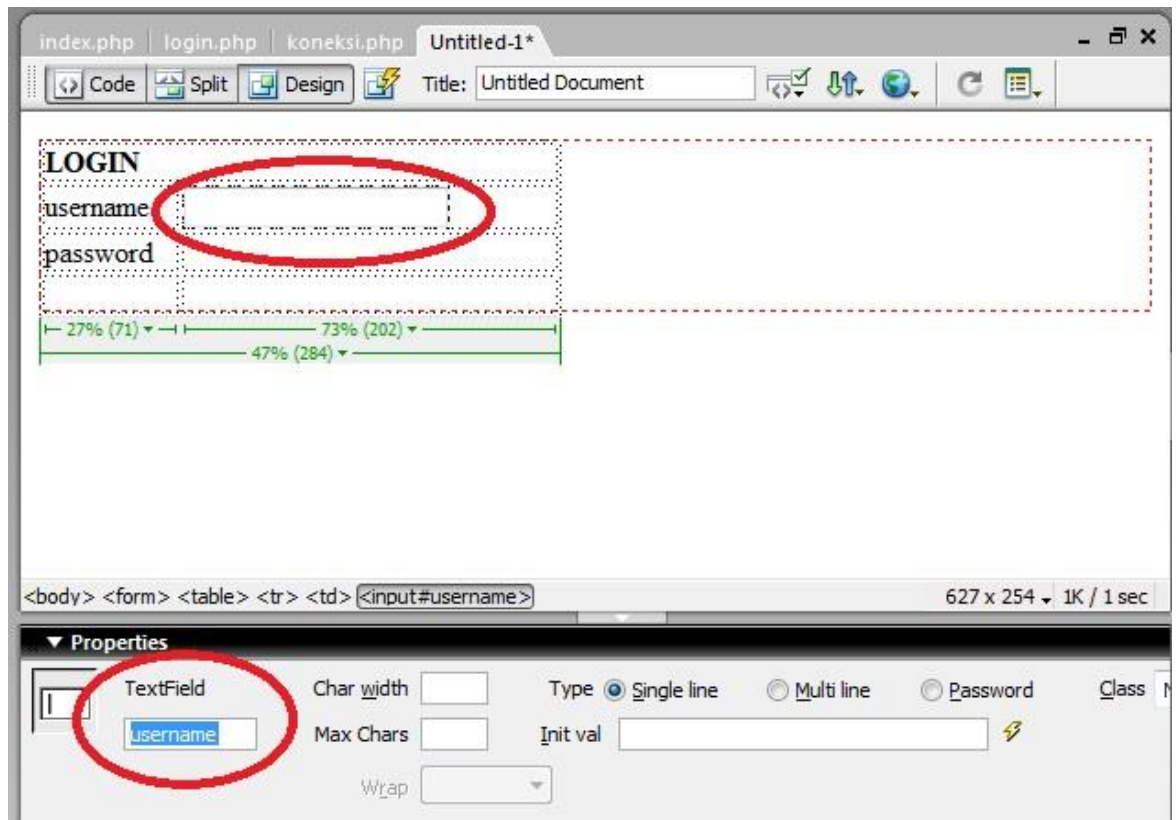 index.php login.php koneksi.php Untitled-1*
Code Split Design Title: Untitled Document
LOGIN
username
password
27% (71) 73% (202)
47% (284)
<body> <form> <table> <tr> <td> <input#username> 627 x 254 1K / 1 sec
Properties
TextField Char width Type Single line Multi line Password Class
username Max Chars Init val
Wrap